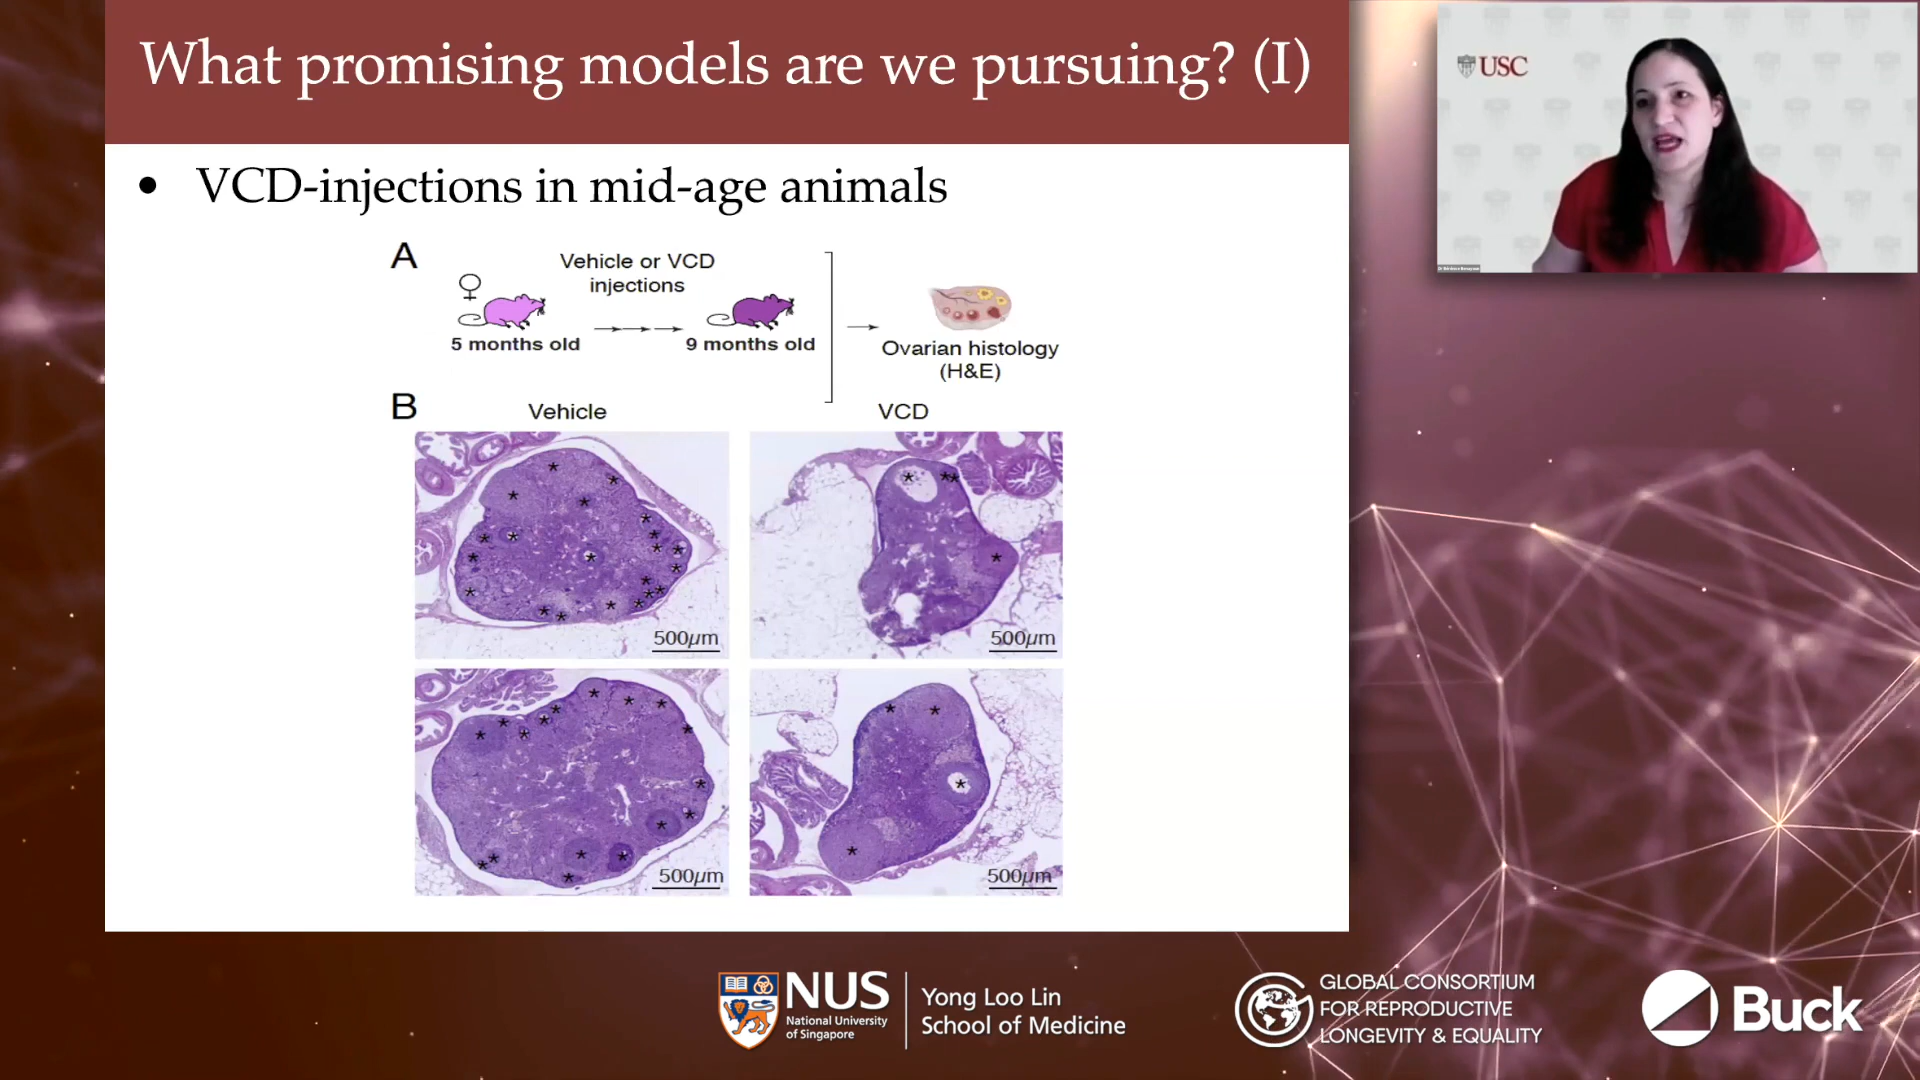 What promising models are we pursuing? (I)
USC
• VCD-injections in mid-age animals
A
Vehicle or VCD
injections
♀
5 months old
9 months old
Ovarian histology
(H&E)
B
Vehicle
VCD
500µm
500µm
500µm
500µm
NUS
National University
of Singapore
Yong Loo Lin
School of Medicine
GLOBAL CONSORTIUM
FOR REPRODUCTIVE
LONGEVITY & EQUALITY
Buck